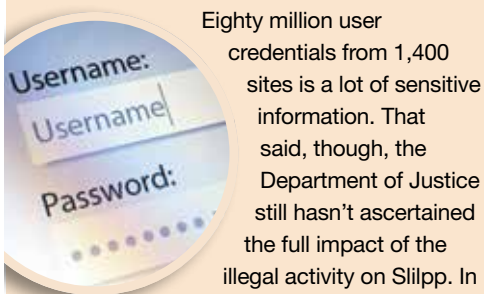 Eighty million user
credentials from 1,400
sites is a lot of sensitive
information. That
said, though, the
Department of Justice
still hasn't ascertained
the full impact of the
illegal activity on Slilpp. In
Username:
Username
Password: